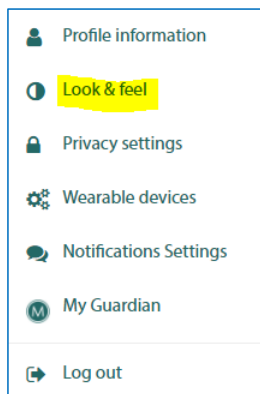 Profile information
Look & feel
Privacy settings
Wearable devices
Notifications Settings
M My Guardian
Log out